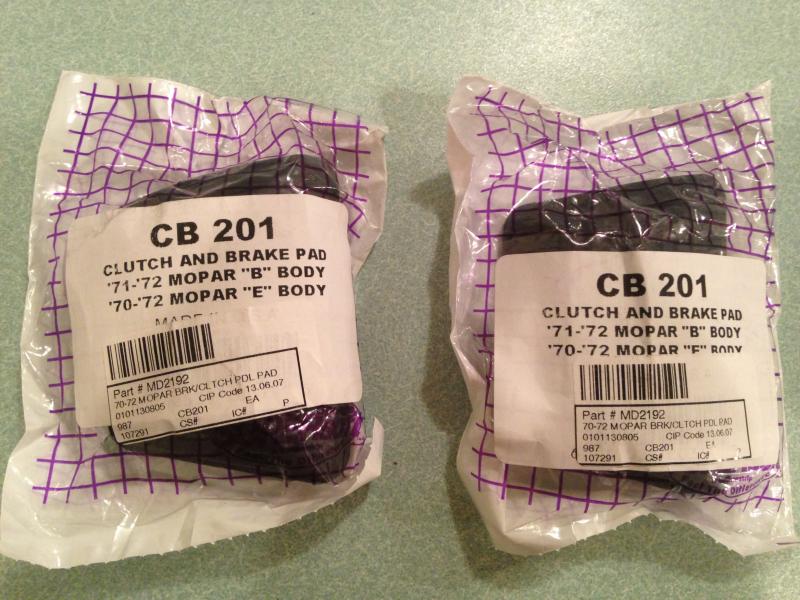 CB 201
CLUTCH AND BRAKE PAD
'71-'72 MOPAR "B" BODY
'70-'72 MOPAR "E" BODY
MADE
Part # MD2192
70-72 MOPAR BRK/CLTCH PDL PAD
0101130805 CIP Code 13.06.07
987 CB201 EA P
107291 CS# IC#
CB 201
CLUTCH AND BRAKE PAD
'71-'72 MOPAR "B" BODY
'70-'72 MOPAR "E" BODY
Part # MD2192
70-72 MOPAR BRK/CLTCH PDL PAD
0101130805 CIP Code 13.06.07
987 CB201
107291 CS# IC#